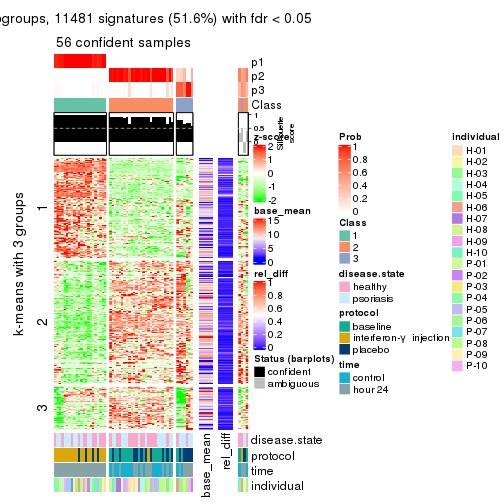 ogroups, 11481 signatures (51.6%) with fdr < 0.05
56 confident samples
p1
p2
p3
Class
1
0.5
0
Silhouette
score
k-means with 3 groups
1
2
3
z-score
2
1
0
-1
-2
base_mean
15
10
5
0
rel_diff
1
0.8
0.6
0.4
0.2
0
Status (barplots)
confident
ambiguous
Prob
1
0.8
0.6
0.4
0.2
0
Class
1
2
3
disease.state
healthy
psoriasis
protocol
baseline
interferon-γ injection
placebo
time
control
hour 24
individual
H-01
H-02
H-03
H-04
H-05
H-06
H-07
H-08
H-09
H-10
P-01
P-02
P-03
P-04
P-05
P-06
P-07
P-08
P-09
P-10
disease.state
protocol
time
individual
base_mean
rel_diff